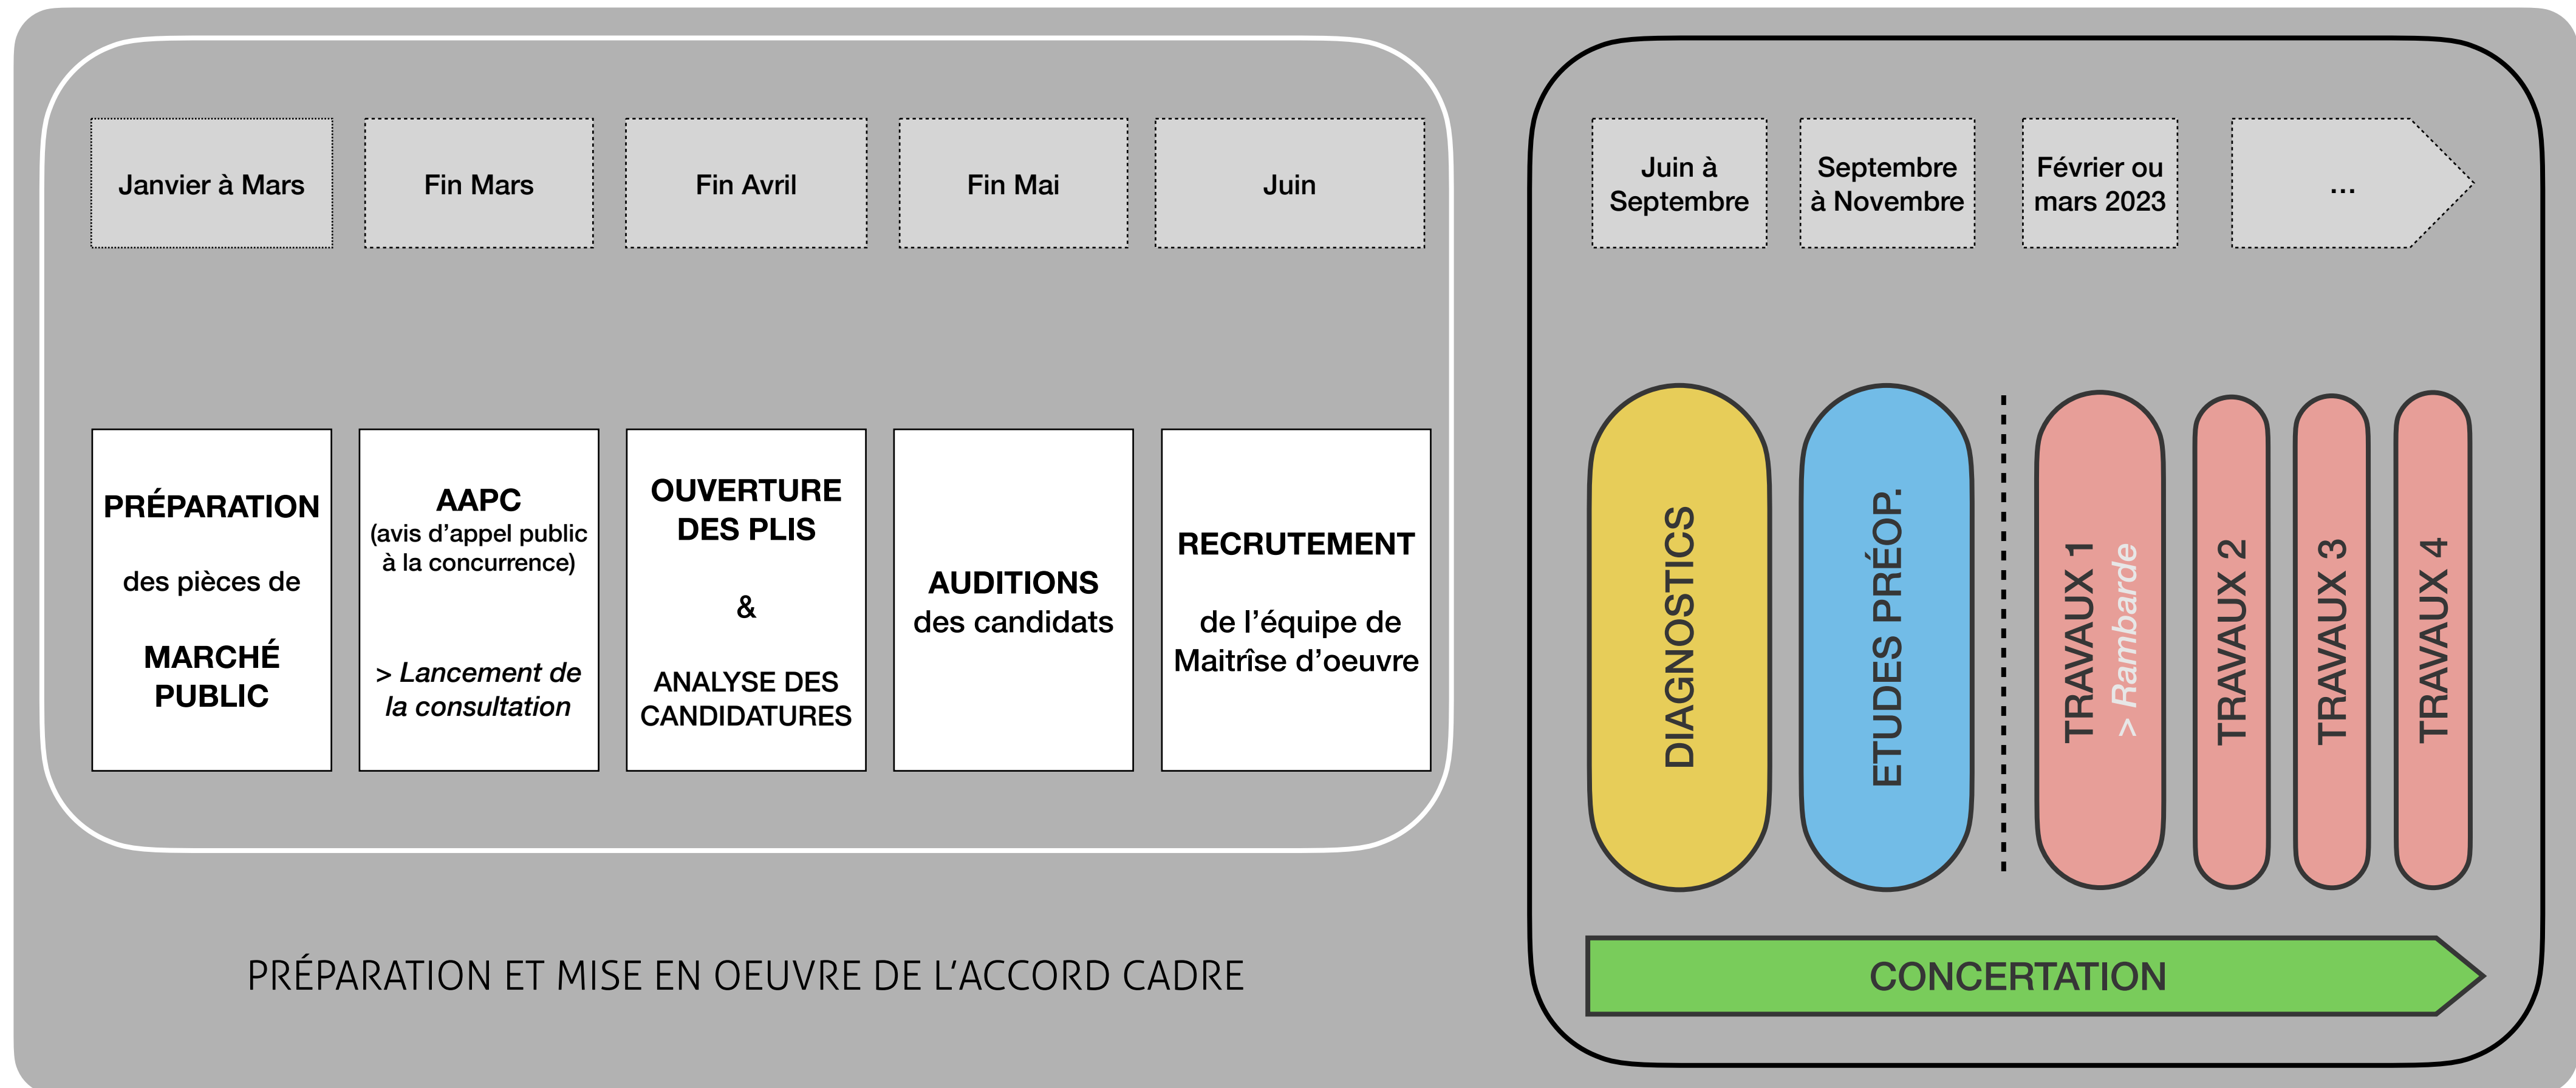 Janvier à Mars
Fin Mars
Fin Avril
Fin Mai
Juin
PRÉPARATION
des pièces de
MARCHÉ
PUBLIC
AAPC
(avis d’appel public
à la concurrence)
> Lancement de
la consultation
OUVERTURE
DES PLIS
&
ANALYSE DES
CANDIDATURES
AUDITIONS
des candidats
RECRUTEMENT
de l’équipe de
Maitrîse d’oeuvre
PRÉPARATION ET MISE EN OEUVRE DE L’ACCORD CADRE
Juin à
Septembre
Septembre
à Novembre
Février ou
mars 2023
...
DIAGNOSTICS
ETUDES PRÉOP.
TRAVAUX 1
> Rambarde
TRAVAUX 2
TRAVAUX 3
TRAVAUX 4
CONCERTATION